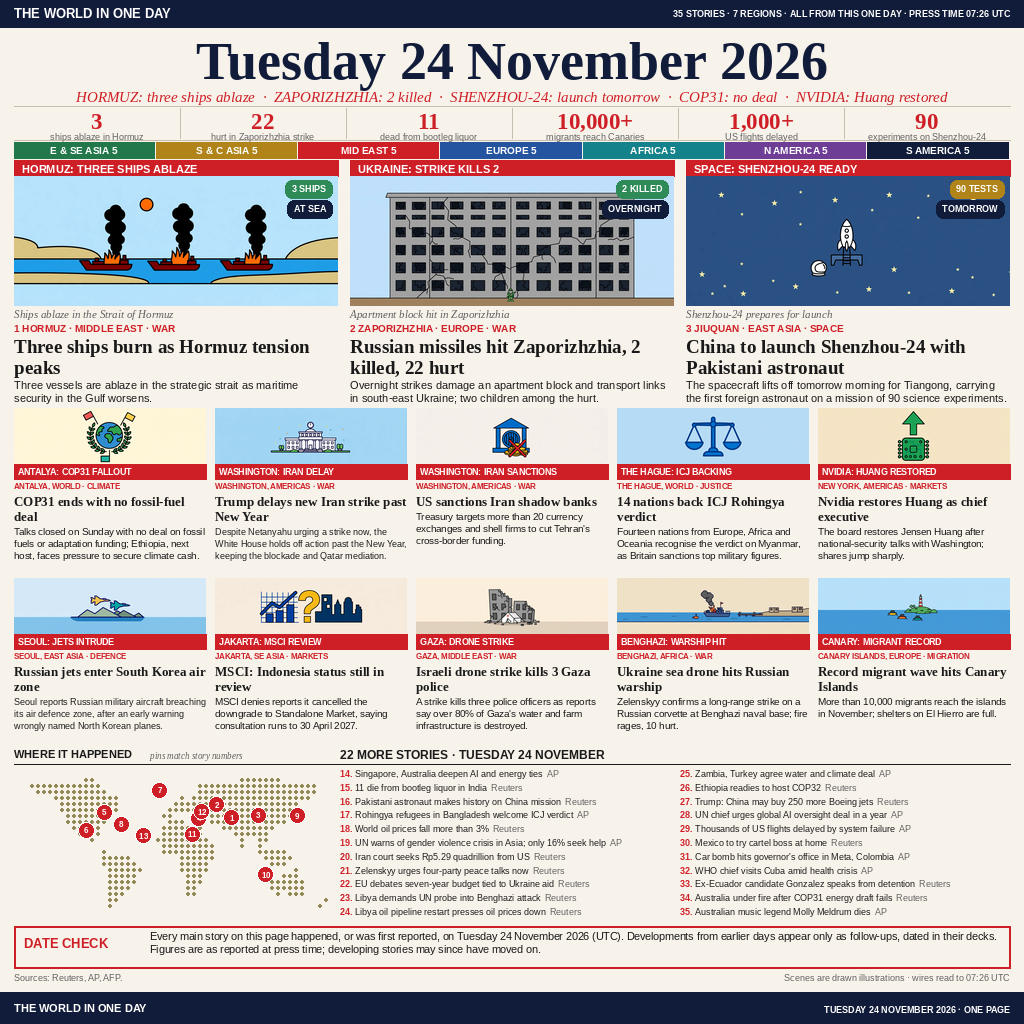 THE WORLD IN ONE DAY
35 STORIES · 7 REGIONS · ALL FROM THIS ONE DAY · PRESS TIME 07:26 UTC
Tuesday 24 November 2026
HORMUZ: three ships ablaze · ZAPORIZHZHIA: 2 killed · SHENZHOU-24: launch tomorrow · COP31: no deal · NVIDIA: Huang restored
3
ships ablaze in Hormuz
22
hurt in Zaporizhzhia strike
11
dead from bootleg liquor
10,000+
migrants reach Canaries
1,000+
US flights delayed
90
experiments on Shenzhou-24
E & SE ASIA 5
S & C ASIA 5
MID EAST 5
EUROPE 5
AFRICA 5
N AMERICA 5
S AMERICA 5
HORMUZ: THREE SHIPS ABLAZE
3 SHIPS
AT SEA
Ships ablaze in the Strait of Hormuz
1 HORMUZ · MIDDLE EAST · WAR
Three ships burn as Hormuz tension
peaks
Three vessels are ablaze in the strategic strait as maritime
security in the Gulf worsens.
UKRAINE: STRIKE KILLS 2
2 KILLED
OVERNIGHT
Apartment block hit in Zaporizhzhia
2 ZAPORIZHZHIA · EUROPE · WAR
Russian missiles hit Zaporizhzhia, 2
killed, 22 hurt
Overnight strikes damage an apartment block and transport links
in south-east Ukraine; two children among the hurt.
SPACE: SHENZHOU-24 READY
90 TESTS
TOMORROW
Shenzhou-24 prepares for launch
3 JIUQUAN · EAST ASIA · SPACE
China to launch Shenzhou-24 with
Pakistani astronaut
The spacecraft lifts off tomorrow morning for Tiangong, carrying
the first foreign astronaut on a mission of 90 science experiments.
ANTALYA: COP31 FALLOUT
ANTALYA, WORLD · CLIMATE
COP31 ends with no fossil-fuel
deal
Talks closed on Sunday with no deal on fossil
fuels or adaptation funding; Ethiopia, next
host, faces pressure to secure climate cash.
WASHINGTON: IRAN DELAY
WASHINGTON, AMERICAS · WAR
Trump delays new Iran strike past
New Year
Despite Netanyahu urging a strike now, the
White House holds off action past the New Year,
keeping the blockade and Qatar mediation.
WASHINGTON: IRAN SANCTIONS
WASHINGTON, AMERICAS · WAR
US sanctions Iran shadow banks
Treasury targets more than 20 currency
exchanges and shell firms to cut Tehran's
cross-border funding.
THE HAGUE: ICJ BACKING
THE HAGUE, WORLD · JUSTICE
14 nations back ICJ Rohingya
verdict
Fourteen nations from Europe, Africa and
Oceania recognise the verdict on Myanmar,
as Britain sanctions top military figures.
NVIDIA: HUANG RESTORED
NEW YORK, AMERICAS · MARKETS
Nvidia restores Huang as chief
executive
The board restores Jensen Huang after
national-security talks with Washington;
shares jump sharply.
SEOUL: JETS INTRUDE
SEOUL, EAST ASIA · DEFENCE
Russian jets enter South Korea air
zone
Seoul reports Russian military aircraft breaching
its air defence zone, after an early warning
wrongly named North Korean planes.
JAKARTA: MSCI REVIEW
JAKARTA, SE ASIA · MARKETS
MSCI: Indonesia status still in
review
MSCI denies reports it cancelled the
downgrade to Standalone Market, saying
consultation runs to 30 April 2027.
GAZA: DRONE STRIKE
GAZA, MIDDLE EAST · WAR
Israeli drone strike kills 3 Gaza
police
A strike kills three police officers as reports
say over 80% of Gaza's water and farm
infrastructure is destroyed.
BENGHAZI: WARSHIP HIT
BENGHAZI, AFRICA · WAR
Ukraine sea drone hits Russian
warship
Zelenskyy confirms a long-range strike on a
Russian corvette at Benghazi naval base; fire
rages, 10 hurt.
CANARY: MIGRANT RECORD
CANARY ISLANDS, EUROPE · MIGRATION
Record migrant wave hits Canary
Islands
More than 10,000 migrants reach the islands
in November; shelters on El Hierro are full.
WHERE IT HAPPENED
pins match story numbers
7
5
12
2
6
8
13
11
1
3
9
10
22 MORE STORIES · TUESDAY 24 NOVEMBER
14. Singapore, Australia deepen AI and energy ties AP
15. 11 die from bootleg liquor in India Reuters
16. Pakistani astronaut makes history on China mission Reuters
17. Rohingya refugees in Bangladesh welcome ICJ verdict AP
18. World oil prices fall more than 3% Reuters
19. UN warns of gender violence crisis in Asia; only 16% seek help AP
20. Iran court seeks Rp5.29 quadrillion from US Reuters
21. Zelenskyy urges four-party peace talks now Reuters
22. EU debates seven-year budget tied to Ukraine aid Reuters
23. Libya demands UN probe into Benghazi attack Reuters
24. Libya oil pipeline restart presses oil prices down Reuters
25. Zambia, Turkey agree water and climate deal AP
26. Ethiopia readies to host COP32 Reuters
27. Trump: China may buy 250 more Boeing jets Reuters
28. UN chief urges global AI oversight deal in a year AP
29. Thousands of US flights delayed by system failure AP
30. Mexico to try cartel boss at home Reuters
31. Car bomb hits governor's office in Meta, Colombia AP
32. WHO chief visits Cuba amid health crisis AP
33. Ex-Ecuador candidate Gonzalez speaks from detention Reuters
34. Australia under fire after COP31 energy draft fails Reuters
35. Australian music legend Molly Meldrum dies AP
DATE CHECK
Every main story on this page happened, or was first reported, on Tuesday 24 November 2026 (UTC). Developments from earlier days appear only as follow-ups, dated in their decks.
Figures are as reported at press time; developing stories may since have moved on.
Sources: Reuters, AP, AFP.
Scenes are drawn illustrations · wires read to 07:26 UTC
THE WORLD IN ONE DAY
TUESDAY 24 NOVEMBER 2026 · ONE PAGE